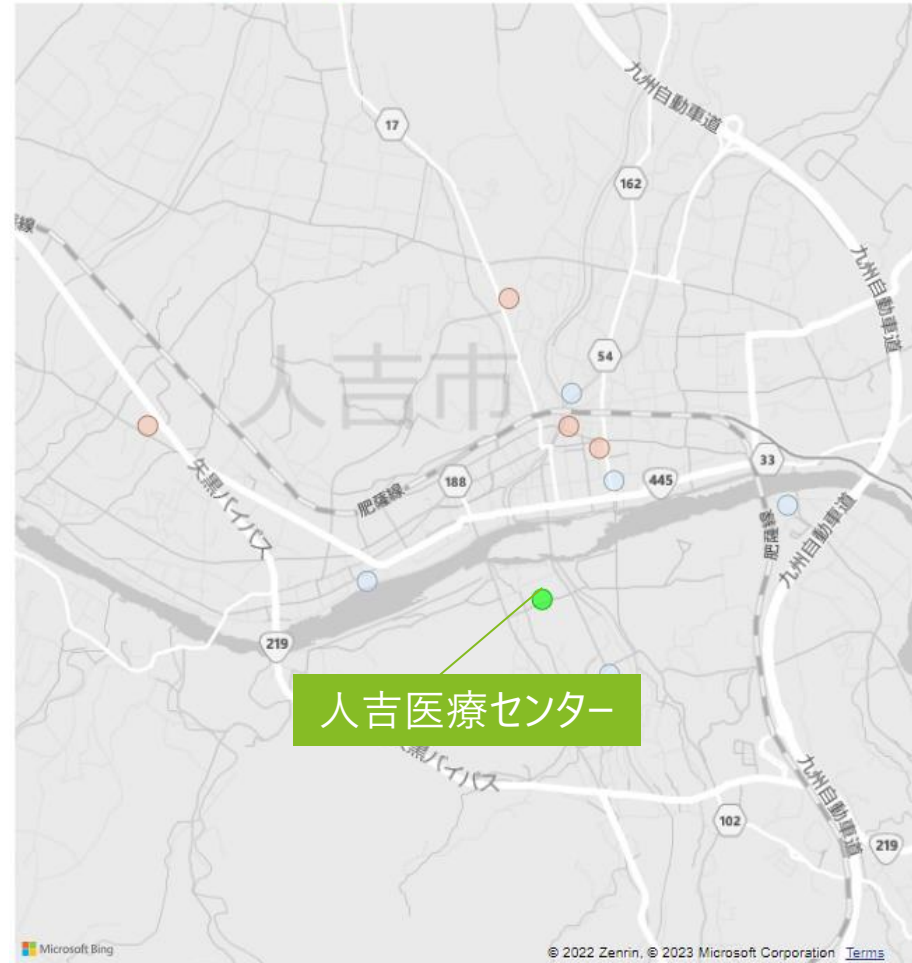 九州自動車道
17
162
線
九州自動車道
54
人吉市
矢黒バイパス
188
肥薩線
445
33
肥薩線
九州自動車道
219
人吉医療センター
黒バイパス
九州自動車道
102
219
Microsoft Bing
© 2022 Zenrin, © 2023 Microsoft Corporation Terms